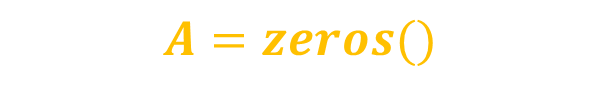 A = zeros()